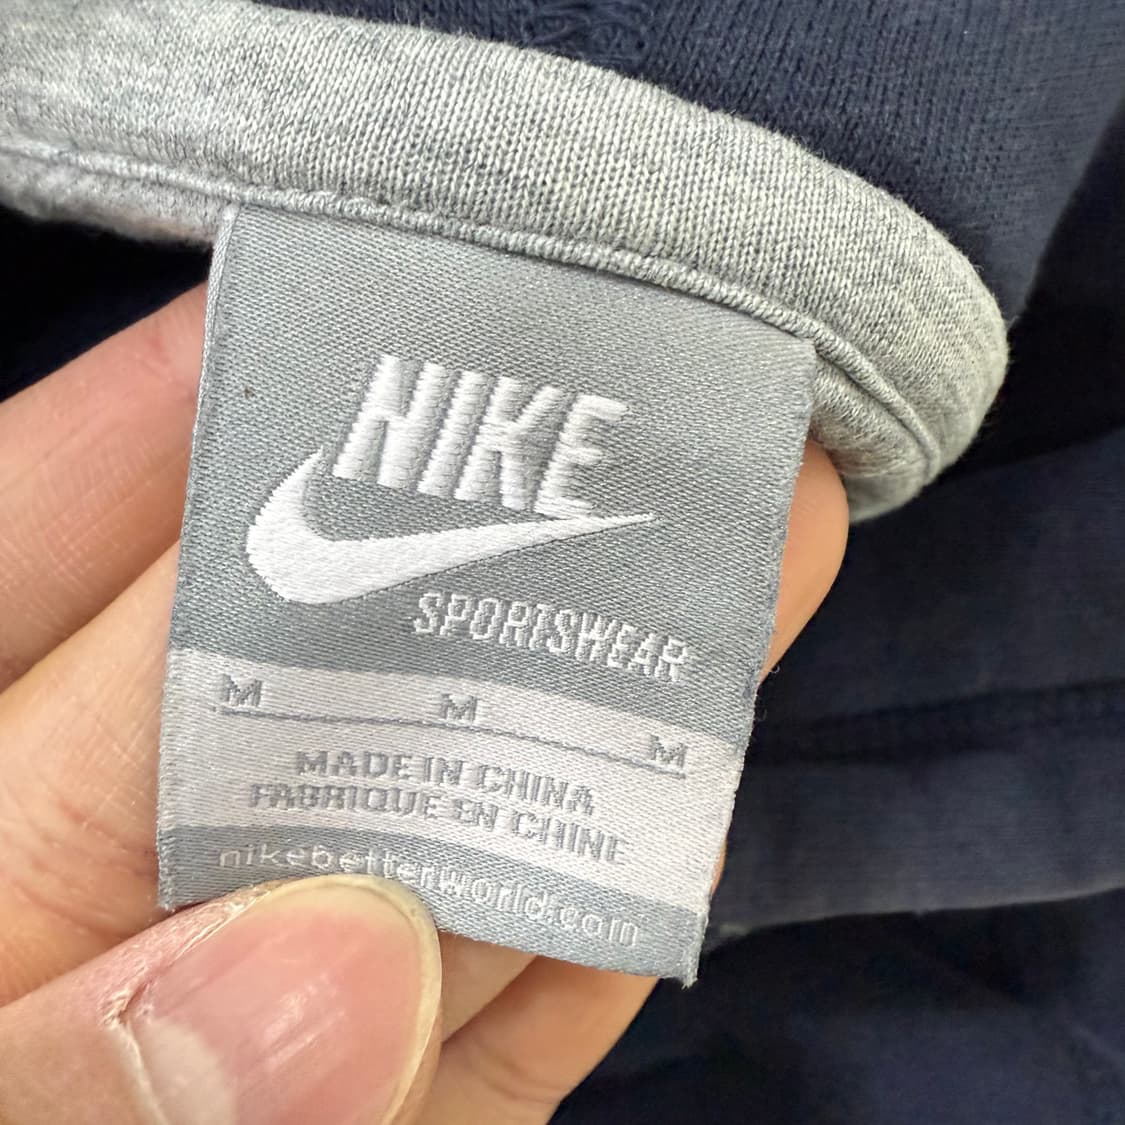 NIKE
SPORTSWEAR
M M M
MADE IN CHINA
FABRIQUE EN CHINE
nikebetterworld.com